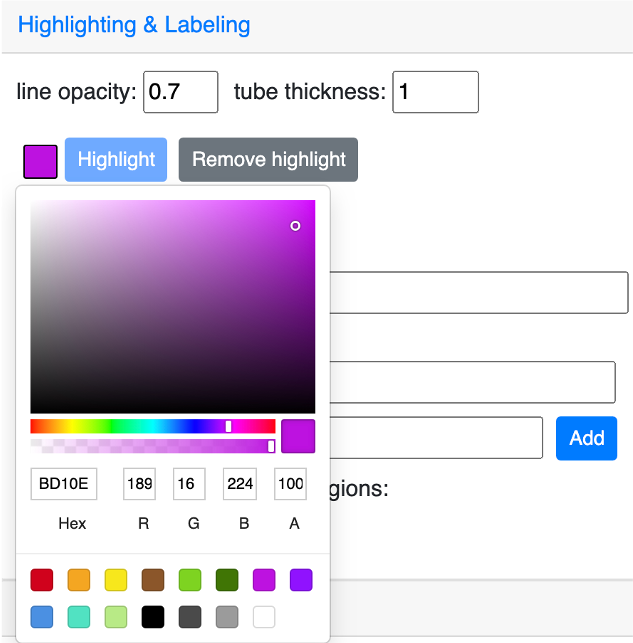 Highlighting & Labeling
line opacity: 0.7 tube thickness: 1
Highlight Remove highlight
Add
BD10E 189 16 224 100
gions:
Hex R G B A